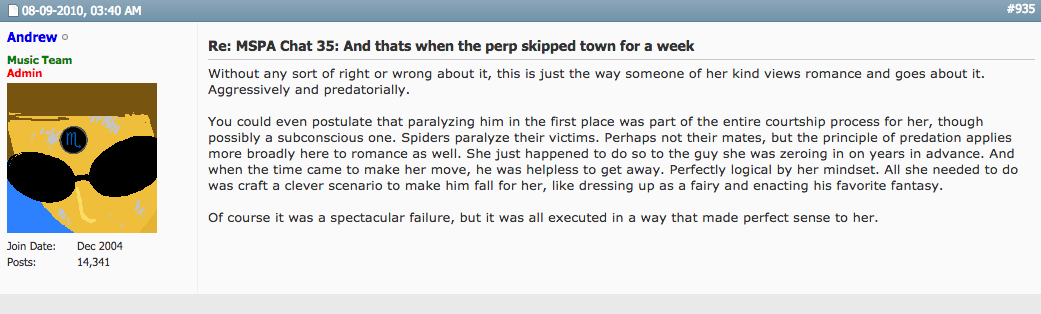 08-09-2010, 03:40 AM
#935
Andrew
Music Team
Admin
♏
Join Date: Dec 2004
Posts: 14,341
Re: MSPA Chat 35: And thats when the perp skipped town for a week
Without any sort of right or wrong about it, this is just the way someone of her kind views romance and goes about it.
Aggressively and predatorially.
You could even postulate that paralyzing him in the first place was part of the entire courtship process for her, though
possibly a subconscious one. Spiders paralyze their victims. Perhaps not their mates, but the principle of predation applies
more broadly here to romance as well. She just happened to do so to the guy she was zeroing in on years in advance. And
when the time came to make her move, he was helpless to get away. Perfectly logical by her mindset. All she needed to do
was craft a clever scenario to make him fall for her, like dressing up as a fairy and enacting his favorite fantasy.
Of course it was a spectacular failure, but it was all executed in a way that made perfect sense to her.